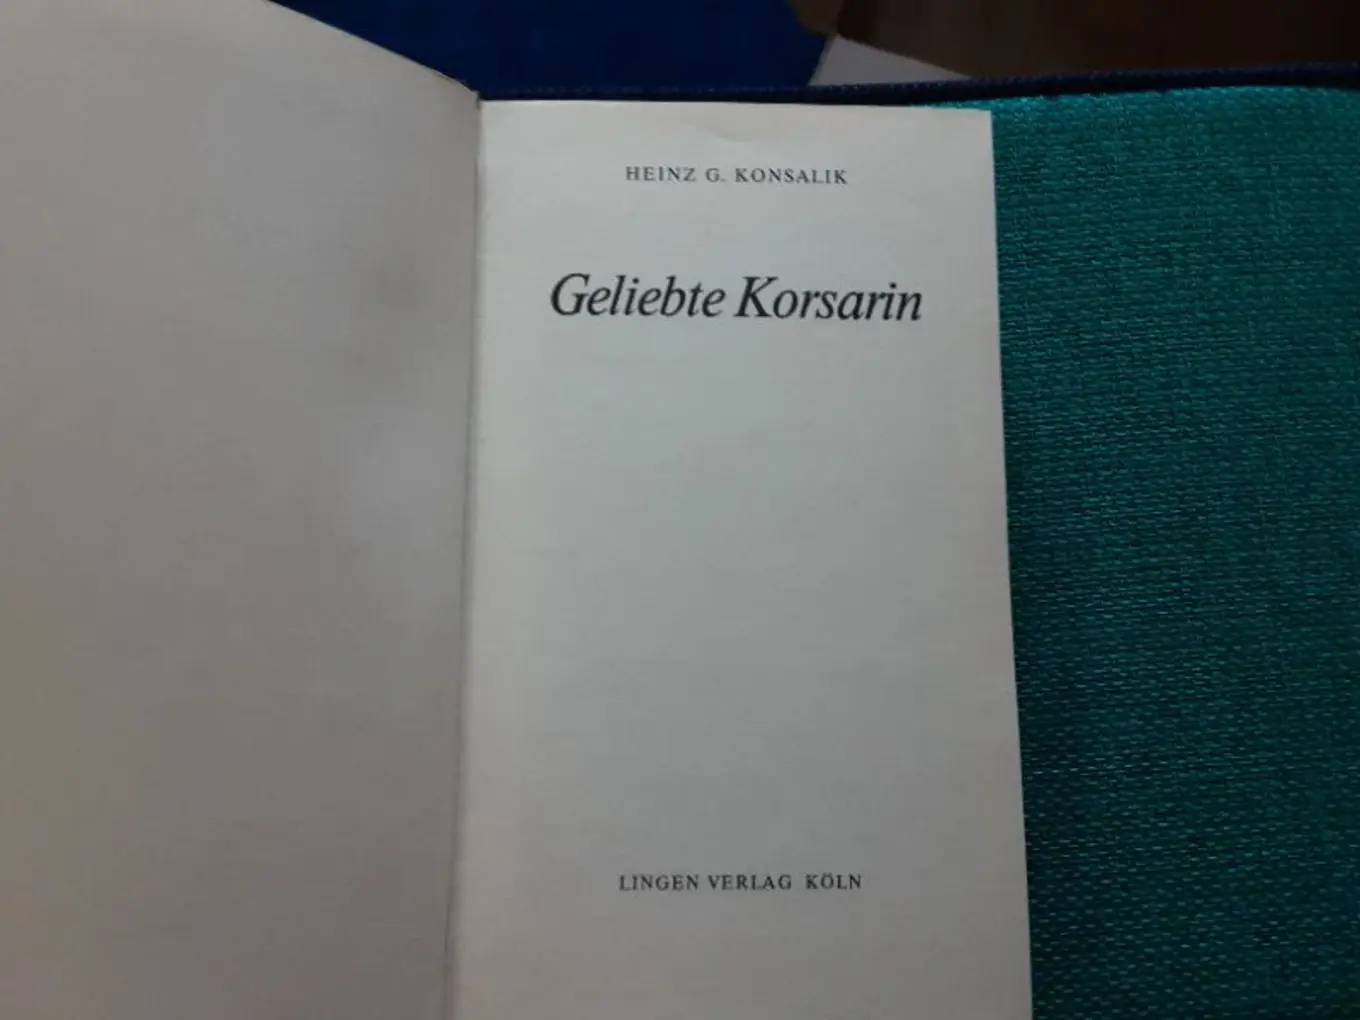 HEINZ G. KONSALIK
Geliebte Korsarin
LINGEN VERLAG KÖLN